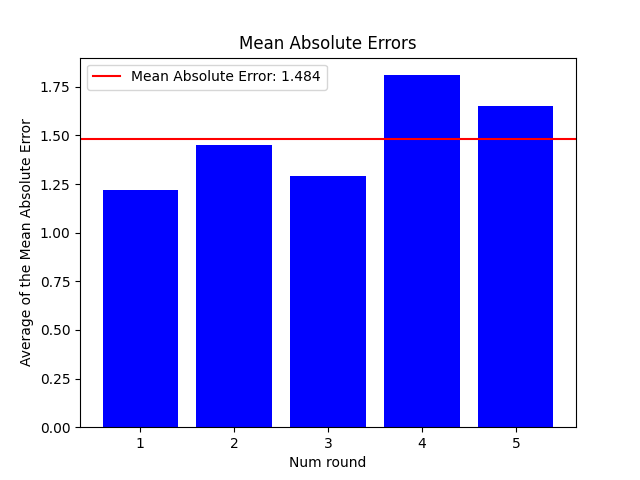 Mean Absolute Errors
Mean Absolute Error: 1.484
Average of the Mean Absolute Error
1.75
1.50
1.25
1.00
0.75
0.50
0.25
0.00
1 2 3 4 5
Num round